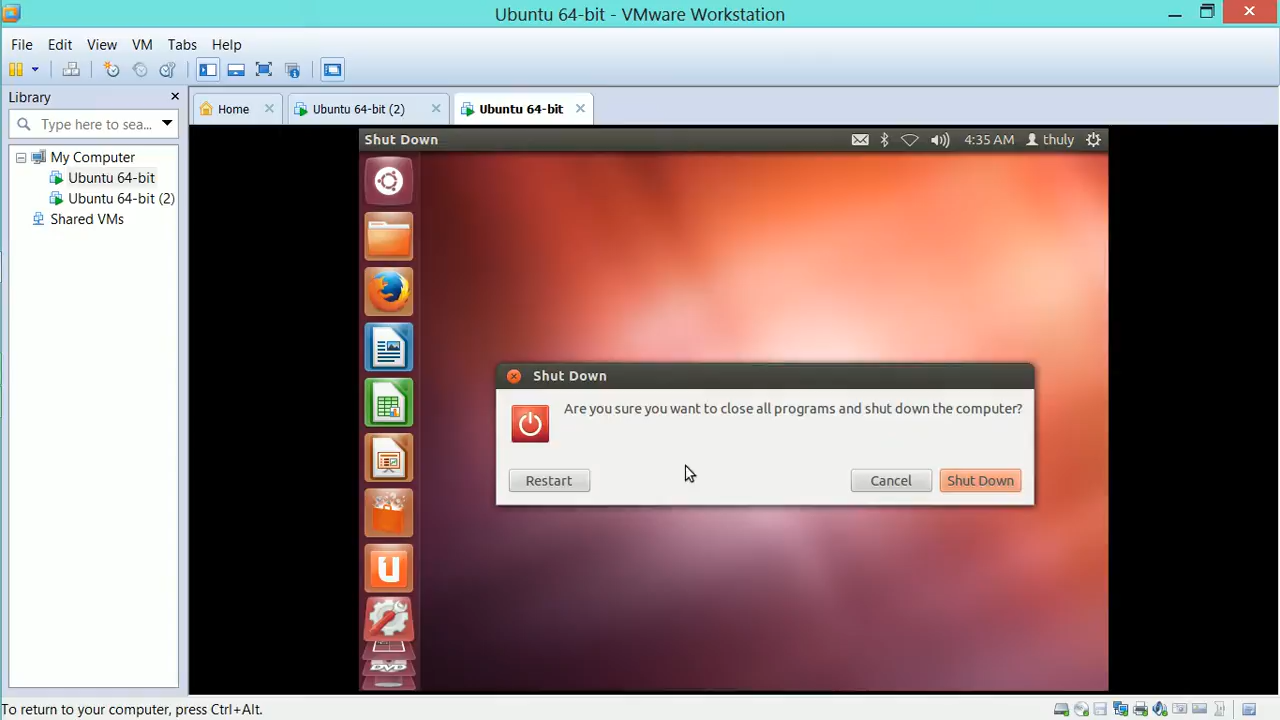 Ubuntu 64-bit - VMware Workstation
File Edit View VM Tabs Help
Library
Type here to sea...
My Computer
Ubuntu 64-bit
Ubuntu 64-bit (2)
Shared VMs
Home
Ubuntu 64-bit (2)
Ubuntu 64-bit
Shut Down
4:35 AM
thuly
Shut Down
Are you sure you want to close all programs and shut down the computer?
Restart
Cancel
Shut Down
U
DVD
To return to your computer, press Ctrl+Alt.